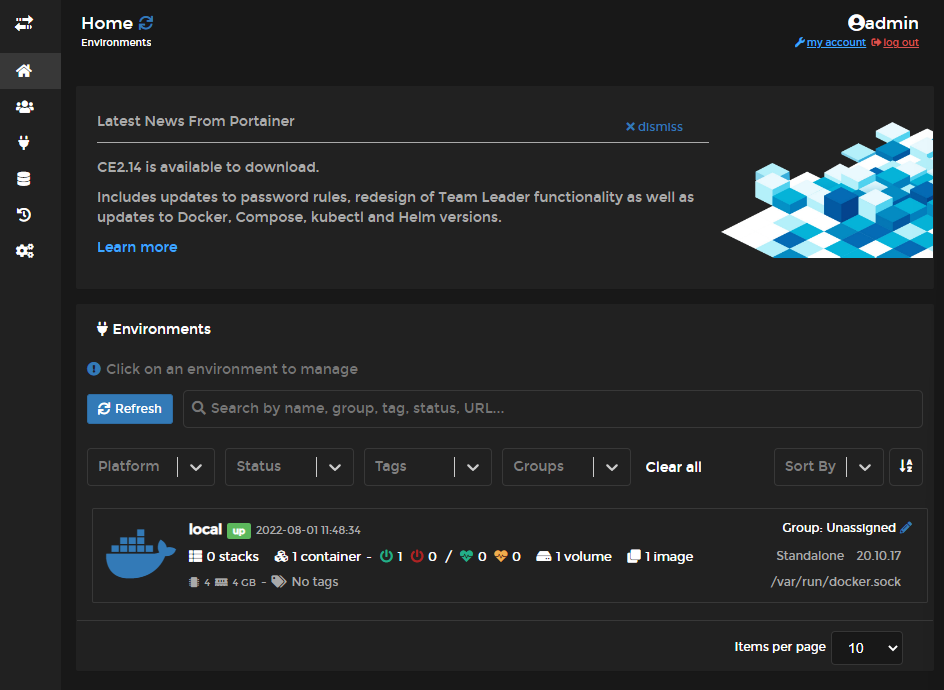 Home
Environments
admin
my account log out
Latest News From Portainer
dismiss
CE2.14 is available to download.
Includes updates to password rules, redesign of Team Leader functionality as well as
updates to Docker, Compose, kubectl and Helm versions.
Learn more
Environments
Click on an environment to manage
Refresh
Search by name, group, tag, status, URL...
Platform
Status
Tags
Groups
Clear all
Sort By
local up 2022-08-01 11:48:34
Group: Unassigned
0 stacks 1 container - 1 0 / 0 0 1 volume 1 image
Standalone 20.10.17
4 4 GB - No tags
/var/run/docker.sock
Items per page 10